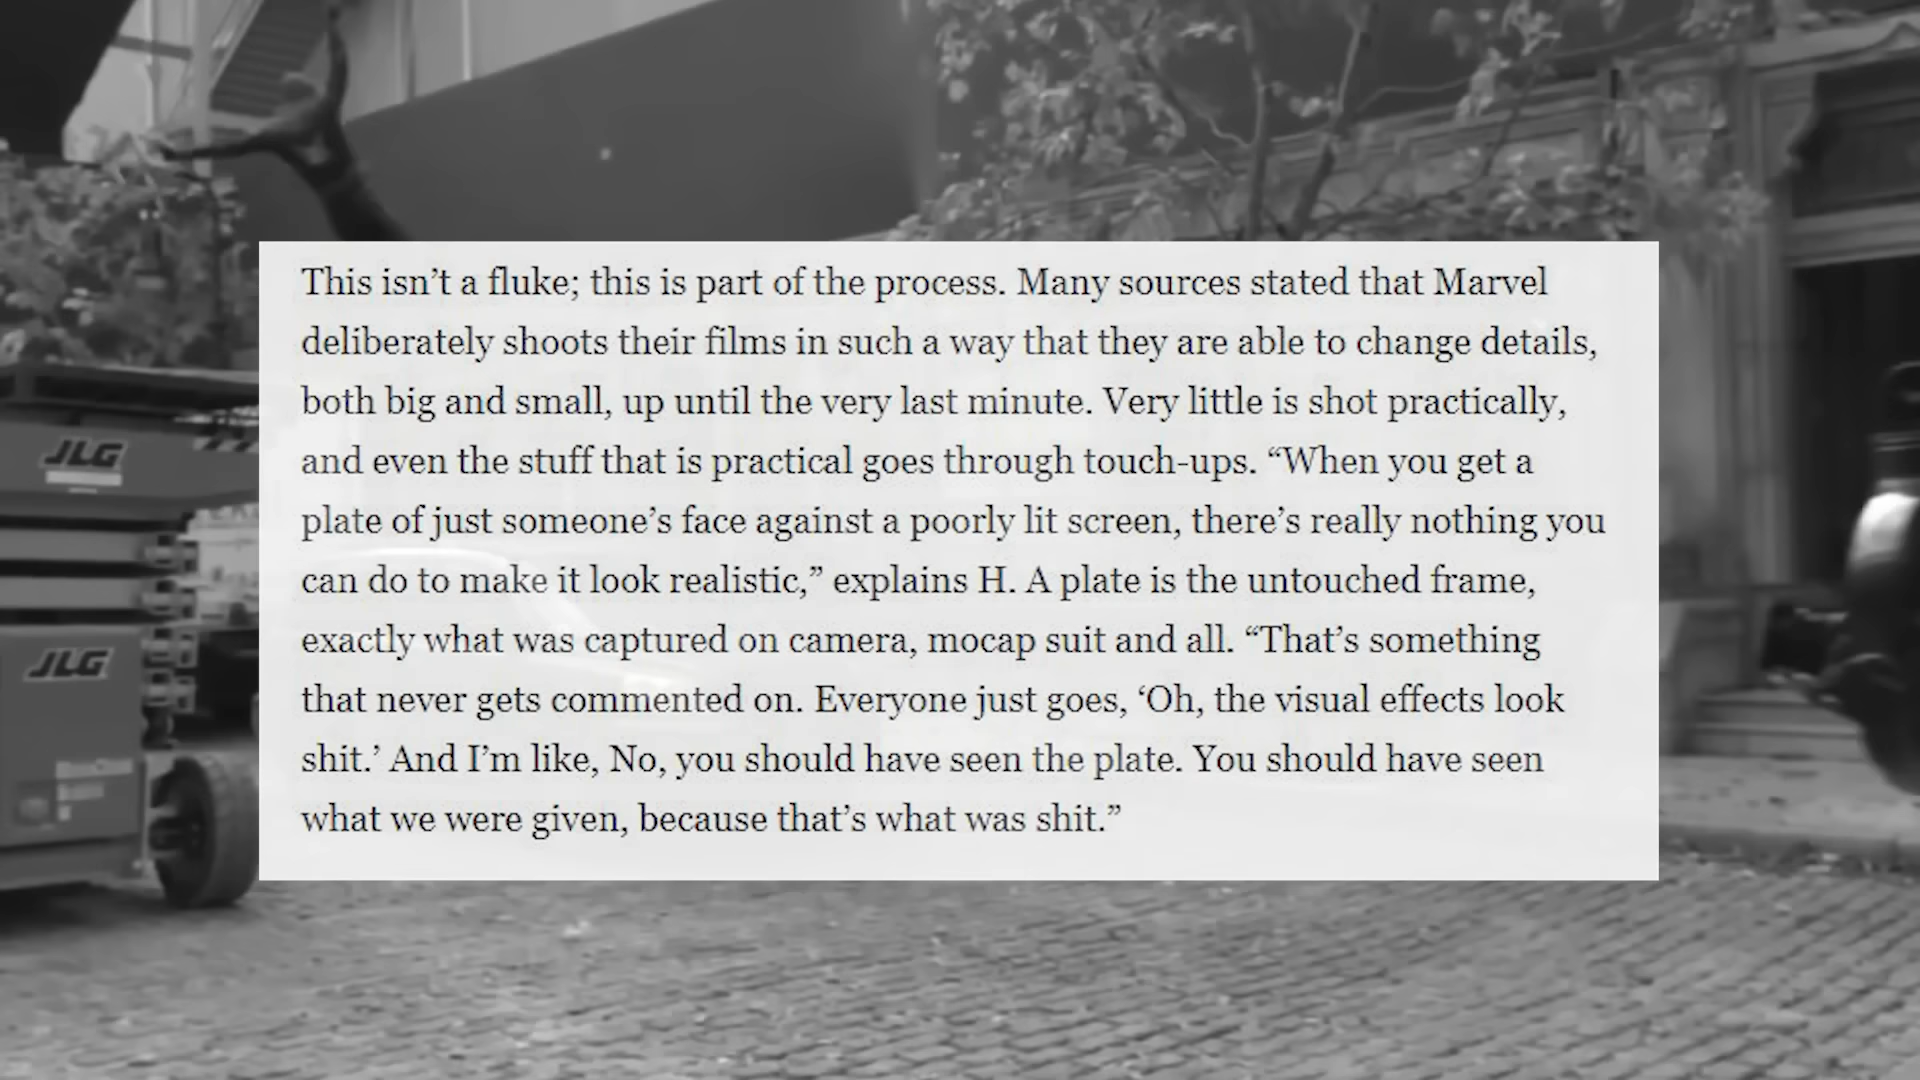 This isn’t a fluke; this is part of the process. Many sources stated that Marvel
deliberately shoots their films in such a way that they are able to change details,
both big and small, up until the very last minute. Very little is shot practically,
and even the stuff that is practical goes through touch-ups. “When you get a
plate of just someone’s face against a poorly lit screen, there’s really nothing you
can do to make it look realistic,” explains H. A plate is the untouched frame,
exactly what was captured on camera, mocap suit and all. “That’s something
that never gets commented on. Everyone just goes, ‘Oh, the visual effects look
shit.’ And I’m like, No, you should have seen the plate. You should have seen
what we were given, because that’s what was shit.”
JLG
JLG